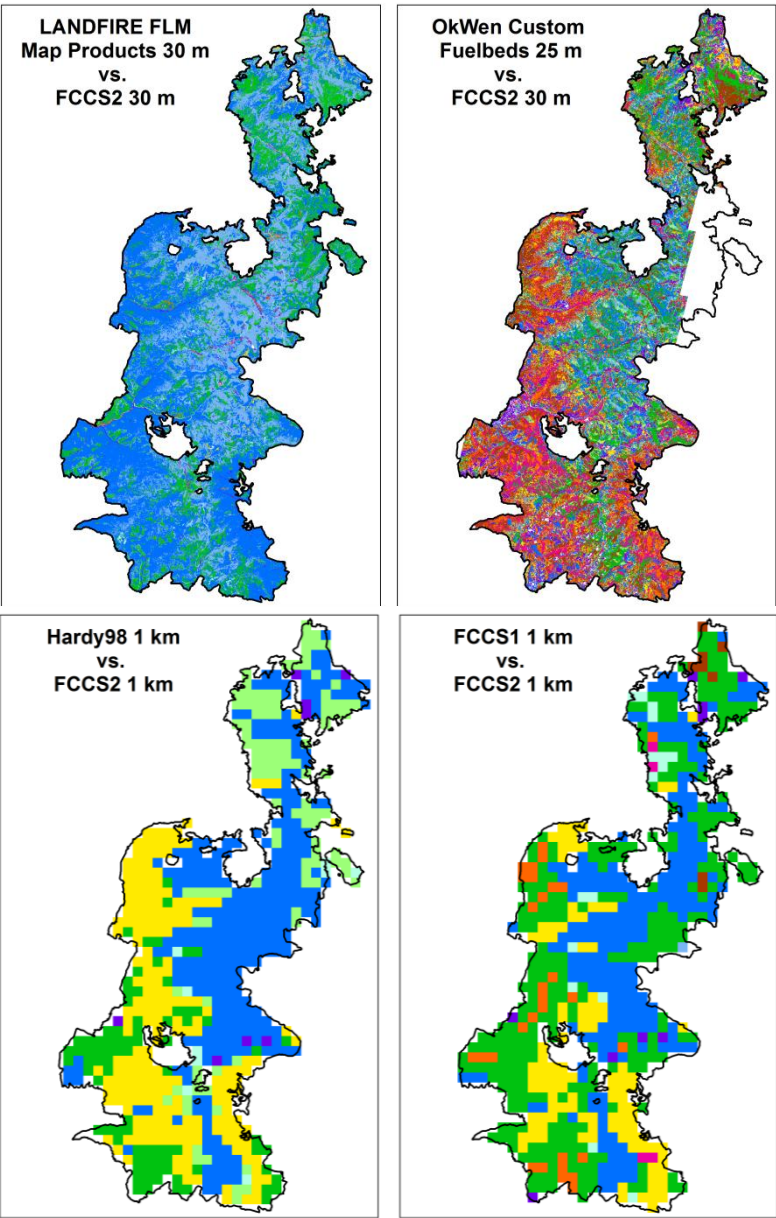 LANDFIRE FLM
Map Products 30 m
vs.
FCCS2 30 m
OkWen Custom
Fuelbeds 25 m
vs.
FCCS2 30 m
Hardy98 1 km
vs.
FCCS2 1 km
FCCS1 1 km
vs.
FCCS2 1 km